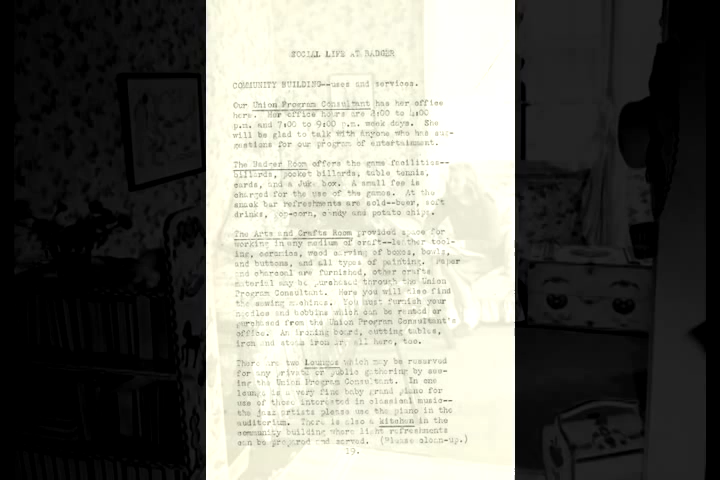 SOCIAL LIFE AT BADGER
COMMUNITY BUILDING--uses and services.
Our Union Program Consultant has her office
here. Her office hours are 2:00 to 4:00
p.m. and 7:00 to 9:00 p.m. week days. She
will be glad to talk with anyone who has sug-
gestions for our program of entertainment.
The Badger Room offers the game facilities--
billards, pocket billards, table tennis,
cards, and a Juke box. A small fee is
charged for the use of the games. At the
snack bar refreshments are sold--beer, soft
drinks, pop-corn, candy and potato chips.
The Arts and Crafts Room provided space for
working in any medium of craft--leather tool-
ing, ceramics, wood carving of boxes, bowls,
and buttons, and all types of painting. Paper
and charcoal are furnished, other crafts
material may be purchased through the Union
Program Consultant. Here you will also find
the sewing machines. You must furnish your
needles and bobbins which can be rented or
purchased from the Union Program Consultant's
office. An ironing board, cutting tables,
iron and steam iron are all here, too.
There are two Lounges which may be reserved
for any private or public gathering by see-
ing the Union Program Consultant. In one
lounge is a very fine baby grand piano for
use of those interested in classical music--
the jazz artists please use the piano in the
auditorium. There is also a kitchen in the
community building where light refreshments
can be prepared and served. (Please clean-up.)
19.